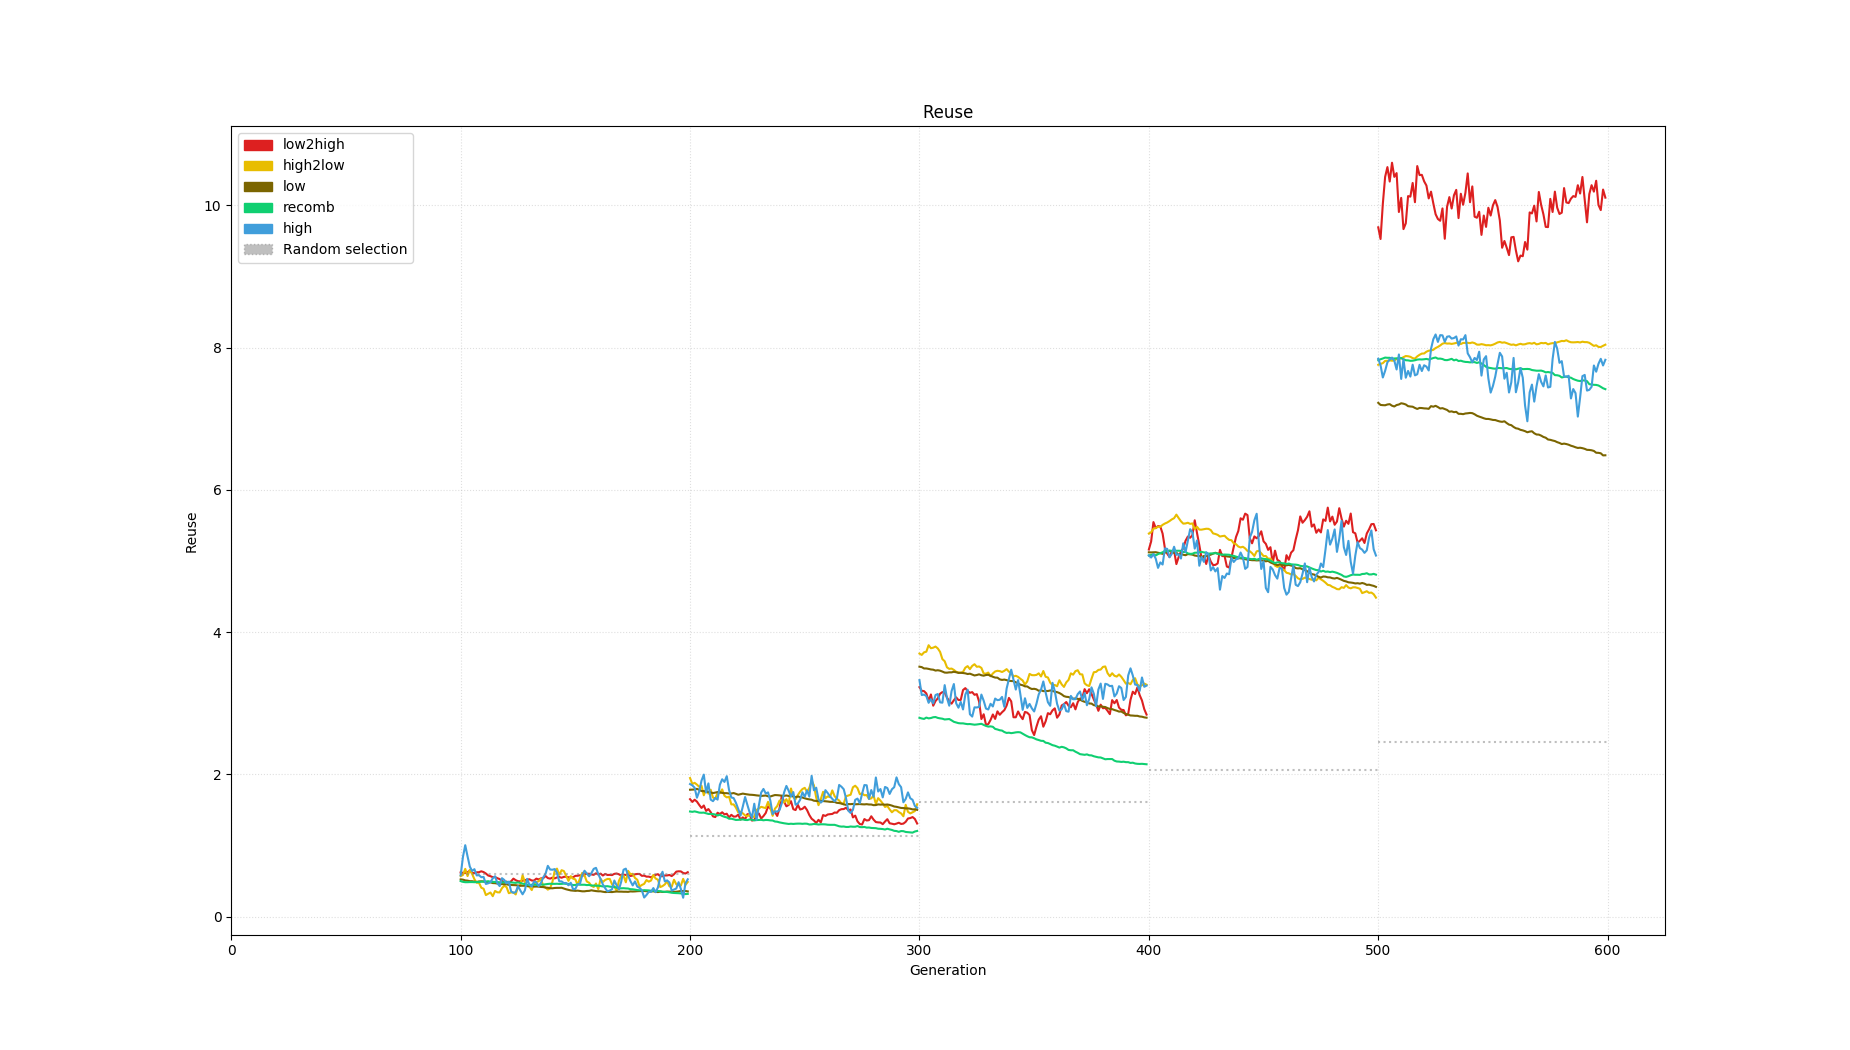 Reuse
low2high
high2low
low
recomb
high
Random selection
10
8
6
4
2
0
Reuse
0 100 200 300 400 500 600
Generation